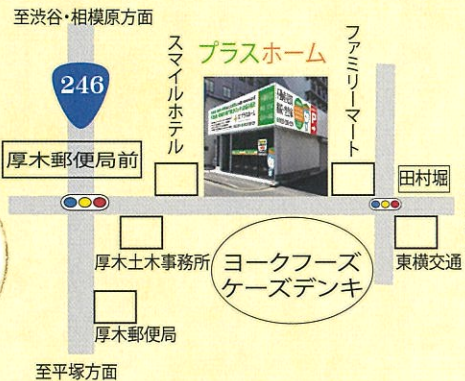 至渋谷・相模原方面
246
厚木郵便局前
スマイルホテル
プラスホーム
ファミリーマート
田村堀
厚木土木事務所
ヨークフーズ
ケーズデンキ
東横交通
厚木郵便局
至平塚方面